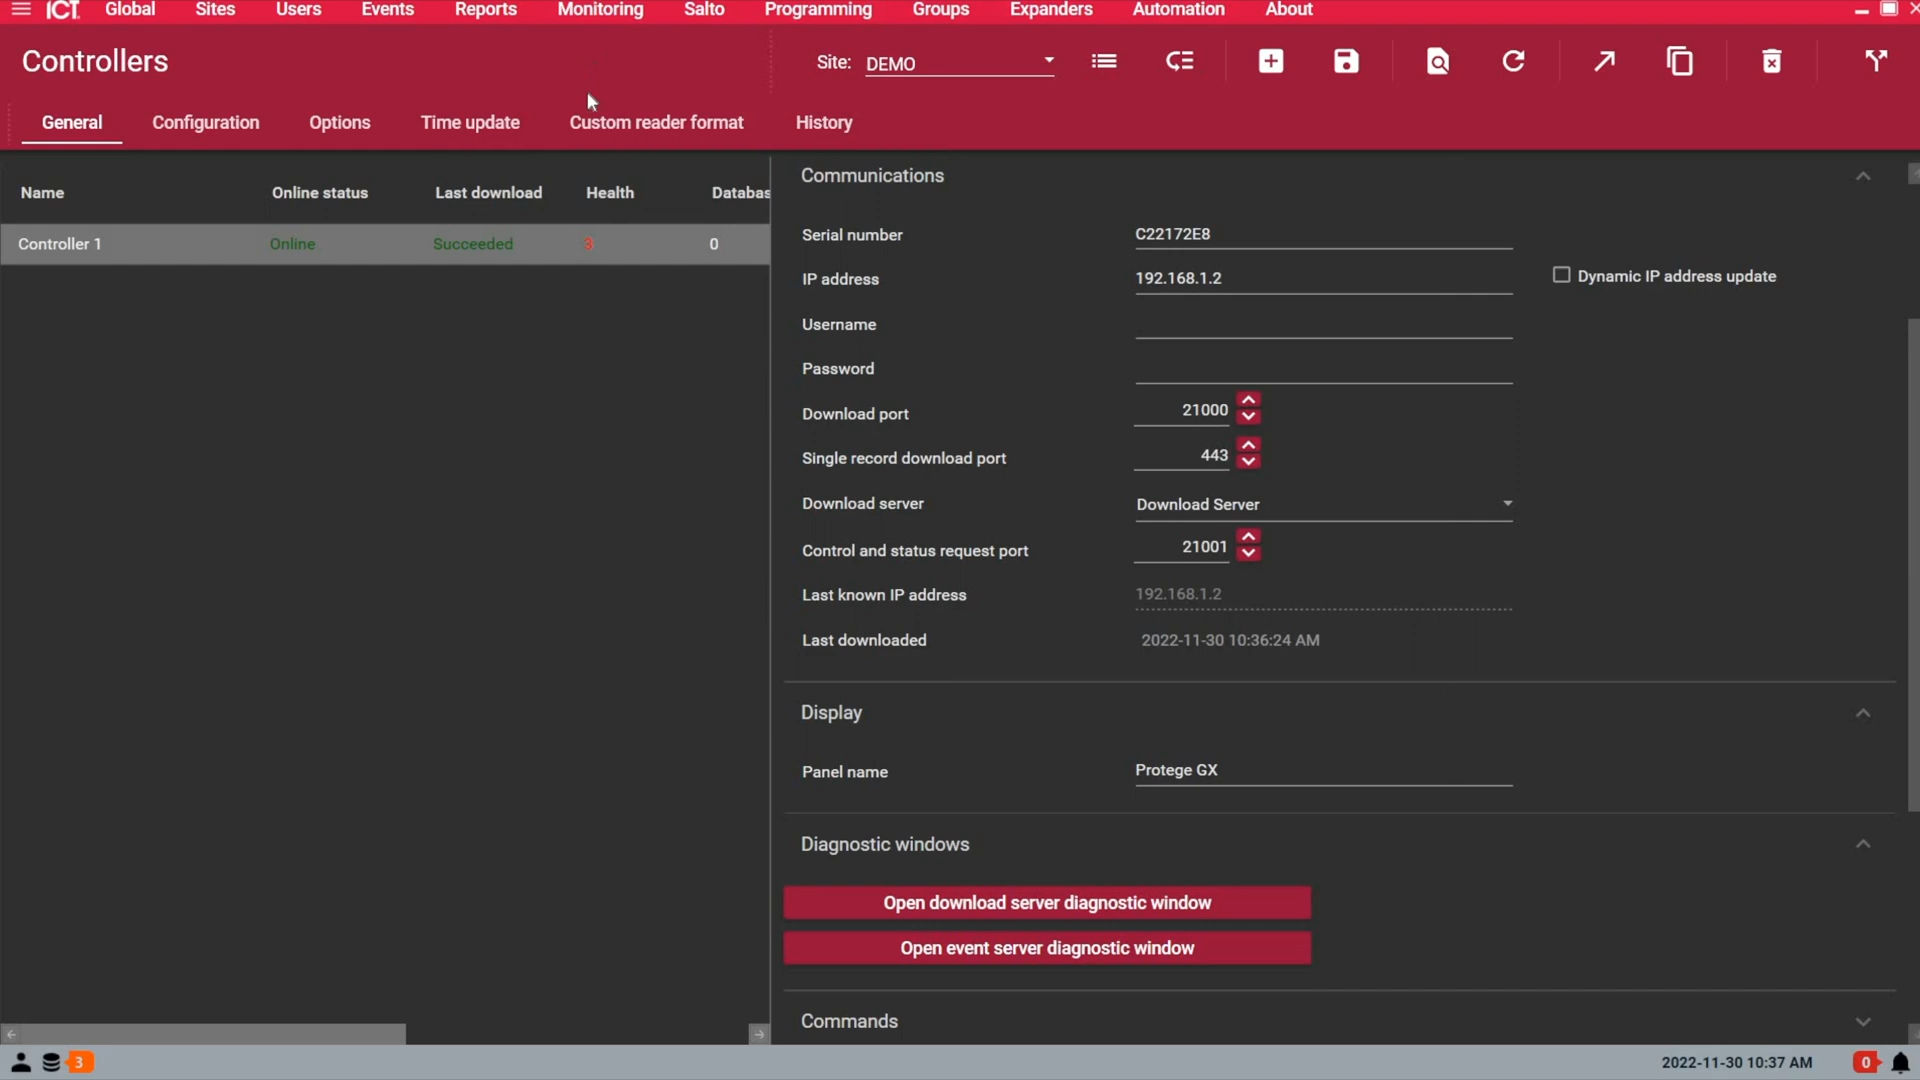 ICT. Global Sites Users Events Reports Monitoring Salto Programming Groups Expanders Automation About
Controllers
Site: DEMO
General Configuration Options Time update Custom reader format History
Name Online status Last download Health Databas
Controller 1 Online Succeeded 3 0
Communications
Serial number C22172E8
IP address 192.168.1.2 Dynamic IP address update
Username
Password
Download port 21000
Single record download port 443
Download server Download Server
Control and status request port 21001
Last known IP address 192.168.1.2
Last downloaded 2022-11-30 10:36:24 AM
Display
Panel name Protege GX
Diagnostic windows
Open download server diagnostic window
Open event server diagnostic window
Commands
3 2022-11-30 10:37 AM 0